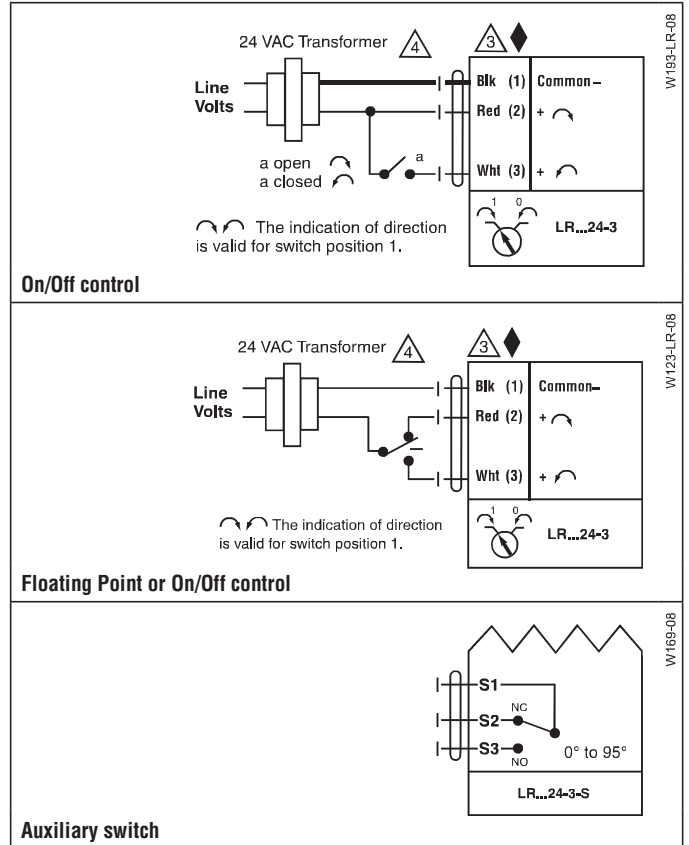 24 VAC Transformer
4
3
W193-LR-08
Line
Volts
Blk (1) Common–
Red (2) +
a open
a closed
a
Wht (3) +
The indication of direction
is valid for switch position 1.
1 0
LR...24-3
On/Off control
24 VAC Transformer
4
3
W123-LR-08
Line
Volts
Blk (1) Common–
Red (2) +
Wht (3) +
The indication of direction
is valid for switch position 1.
1 0
LR...24-3
Floating Point or On/Off control
W169-08
S1
S2
NC
S3
NO
0° to 95°
LR...24-3-S
Auxiliary switch